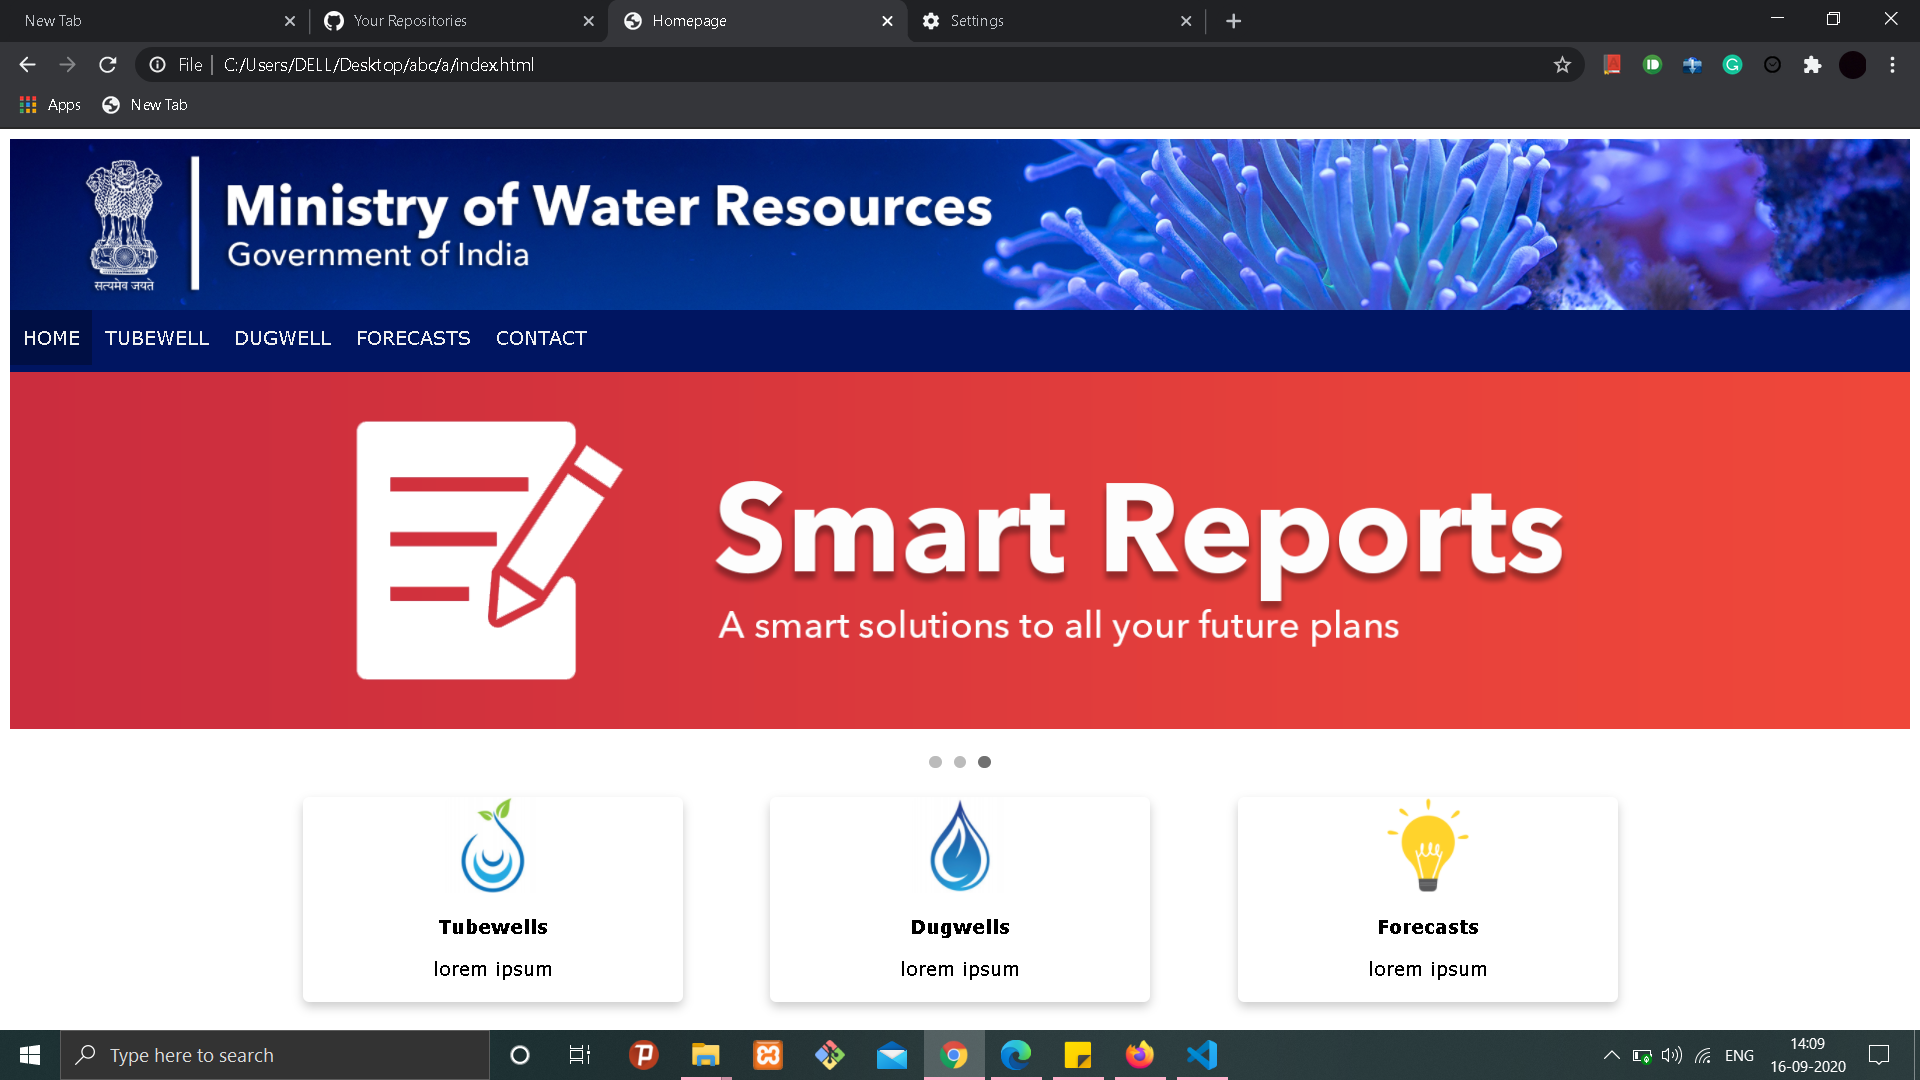 New Tab
Your Repositories
Homepage
Settings
File
C:/Users/DELL/Desktop/abc/a/index.html
Apps
New Tab
Ministry of Water Resources
Government of India
सत्यमेव जयते
HOME TUBEWELL DUGWELL FORECASTS CONTACT
Smart Reports
A smart solutions to all your future plans
Tubewells
lorem ipsum
Dugwells
lorem ipsum
Forecasts
lorem ipsum
Type here to search
ENG
14:09
16-09-2020